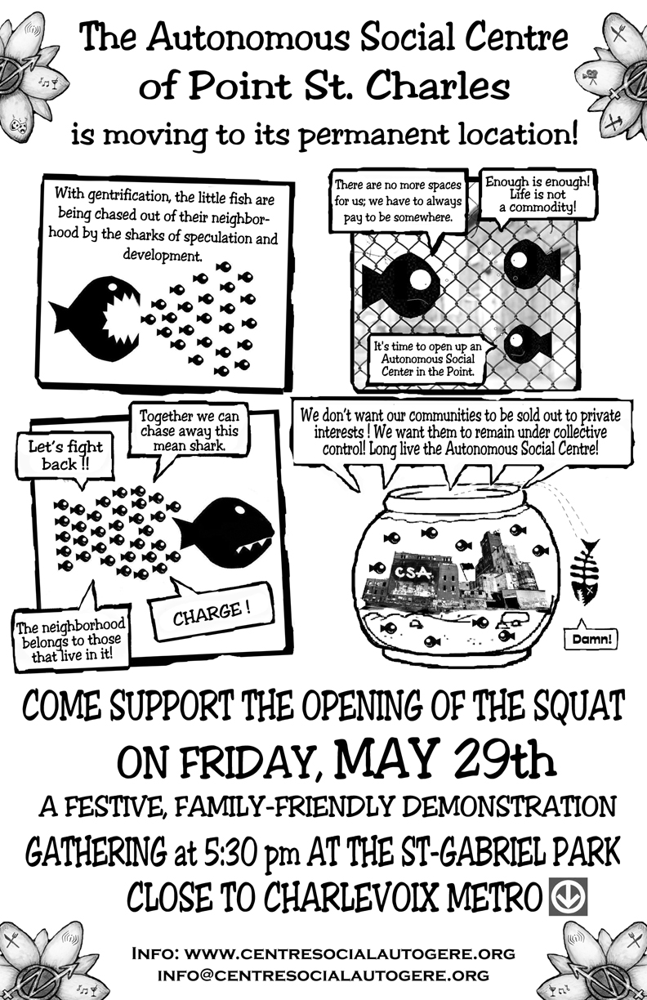 The Autonomous Social Centre
of Point St. Charles
is moving to its permanent location!
With gentrification, the little fish are
being chased out of their neighbor-
hood by the sharks of speculation and
development.
There are no more spaces
for us; we have to always
pay to be somewhere.
Enough is enough!
Life is not
a commodity!
It's time to open up an
Autonomous Social
Center in the Point.
Let's fight
back !!
Together we can
chase away this
mean shark.
The neighborhood
belongs to those
that live in it!
CHARGE !
We don't want our communities to be sold out to private
interests ! We want them to remain under collective
control! Long live the Autonomous Social Centre!
CSA
Damn!
COME SUPPORT THE OPENING OF THE SQUAT
ON FRIDAY, MAY 29th
A FESTIVE, FAMILY-FRIENDLY DEMONSTRATION
GATHERING at 5:30 pm AT THE ST-GABRIEL PARK
CLOSE TO CHARLEVOIX METRO
INFO: WWW.CENTRESOCIALAUTOGERE.ORG
INFO@CENTRESOCIALAUTOGERE.ORG